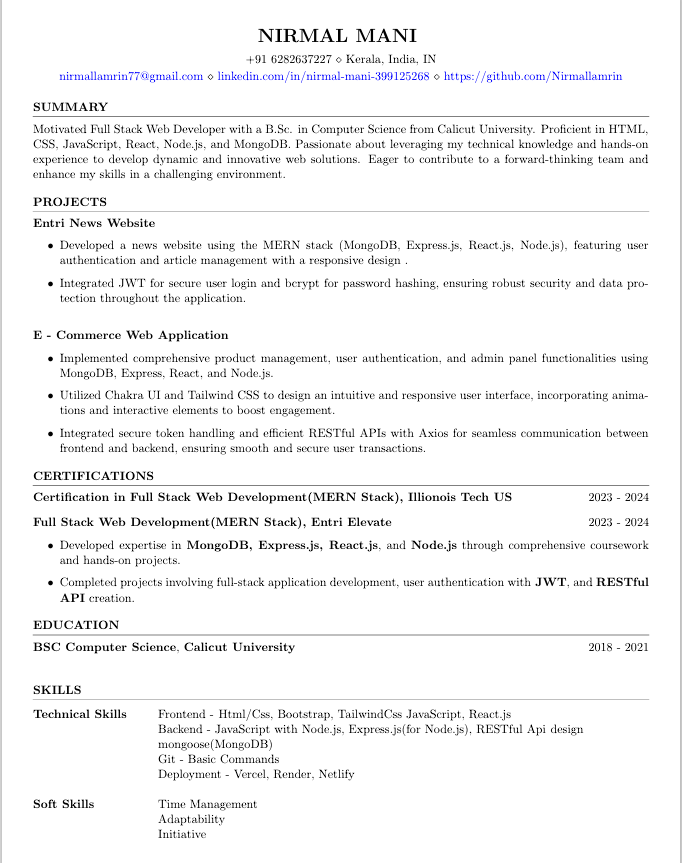 NIRMAL MANI
+91 6282637227 ⋄ Kerala, India, IN
nirmallamrin77@gmail.com ⋄ linkedin.com/in/nirmal-mani-399125268 ⋄ https://github.com/Nirmallamrin
SUMMARY
Motivated Full Stack Web Developer with a B.Sc. in Computer Science from Calicut University. Proficient in HTML,
CSS, JavaScript, React, Node.js, and MongoDB. Passionate about leveraging my technical knowledge and hands-on
experience to develop dynamic and innovative web solutions. Eager to contribute to a forward-thinking team and
enhance my skills in a challenging environment.
PROJECTS
Entri News Website
• Developed a news website using the MERN stack (MongoDB, Express.js, React.js, Node.js), featuring user
authentication and article management with a responsive design .
• Integrated JWT for secure user login and bcrypt for password hashing, ensuring robust security and data pro-
tection throughout the application.
E - Commerce Web Application
• Implemented comprehensive product management, user authentication, and admin panel functionalities using
MongoDB, Express, React, and Node.js.
• Utilized Chakra UI and Tailwind CSS to design an intuitive and responsive user interface, incorporating anima-
tions and interactive elements to boost engagement.
• Integrated secure token handling and efficient RESTful APIs with Axios for seamless communication between
frontend and backend, ensuring smooth and secure user transactions.
CERTIFICATIONS
Certification in Full Stack Web Development(MERN Stack), Illionois Tech US 2023 - 2024
Full Stack Web Development(MERN Stack), Entri Elevate 2023 - 2024
• Developed expertise in MongoDB, Express.js, React.js, and Node.js through comprehensive coursework
and hands-on projects.
• Completed projects involving full-stack application development, user authentication with JWT, and RESTful
API creation.
EDUCATION
BSC Computer Science, Calicut University 2018 - 2021
SKILLS
Technical Skills Frontend - Html/Css, Bootstrap, TailwindCss JavaScript, React.js
Backend - JavaScript with Node.js, Express.js(for Node.js), RESTful Api design
mongoose(MongoDB)
Git - Basic Commands
Deployment - Vercel, Render, Netlify
Soft Skills Time Management
Adaptability
Initiative